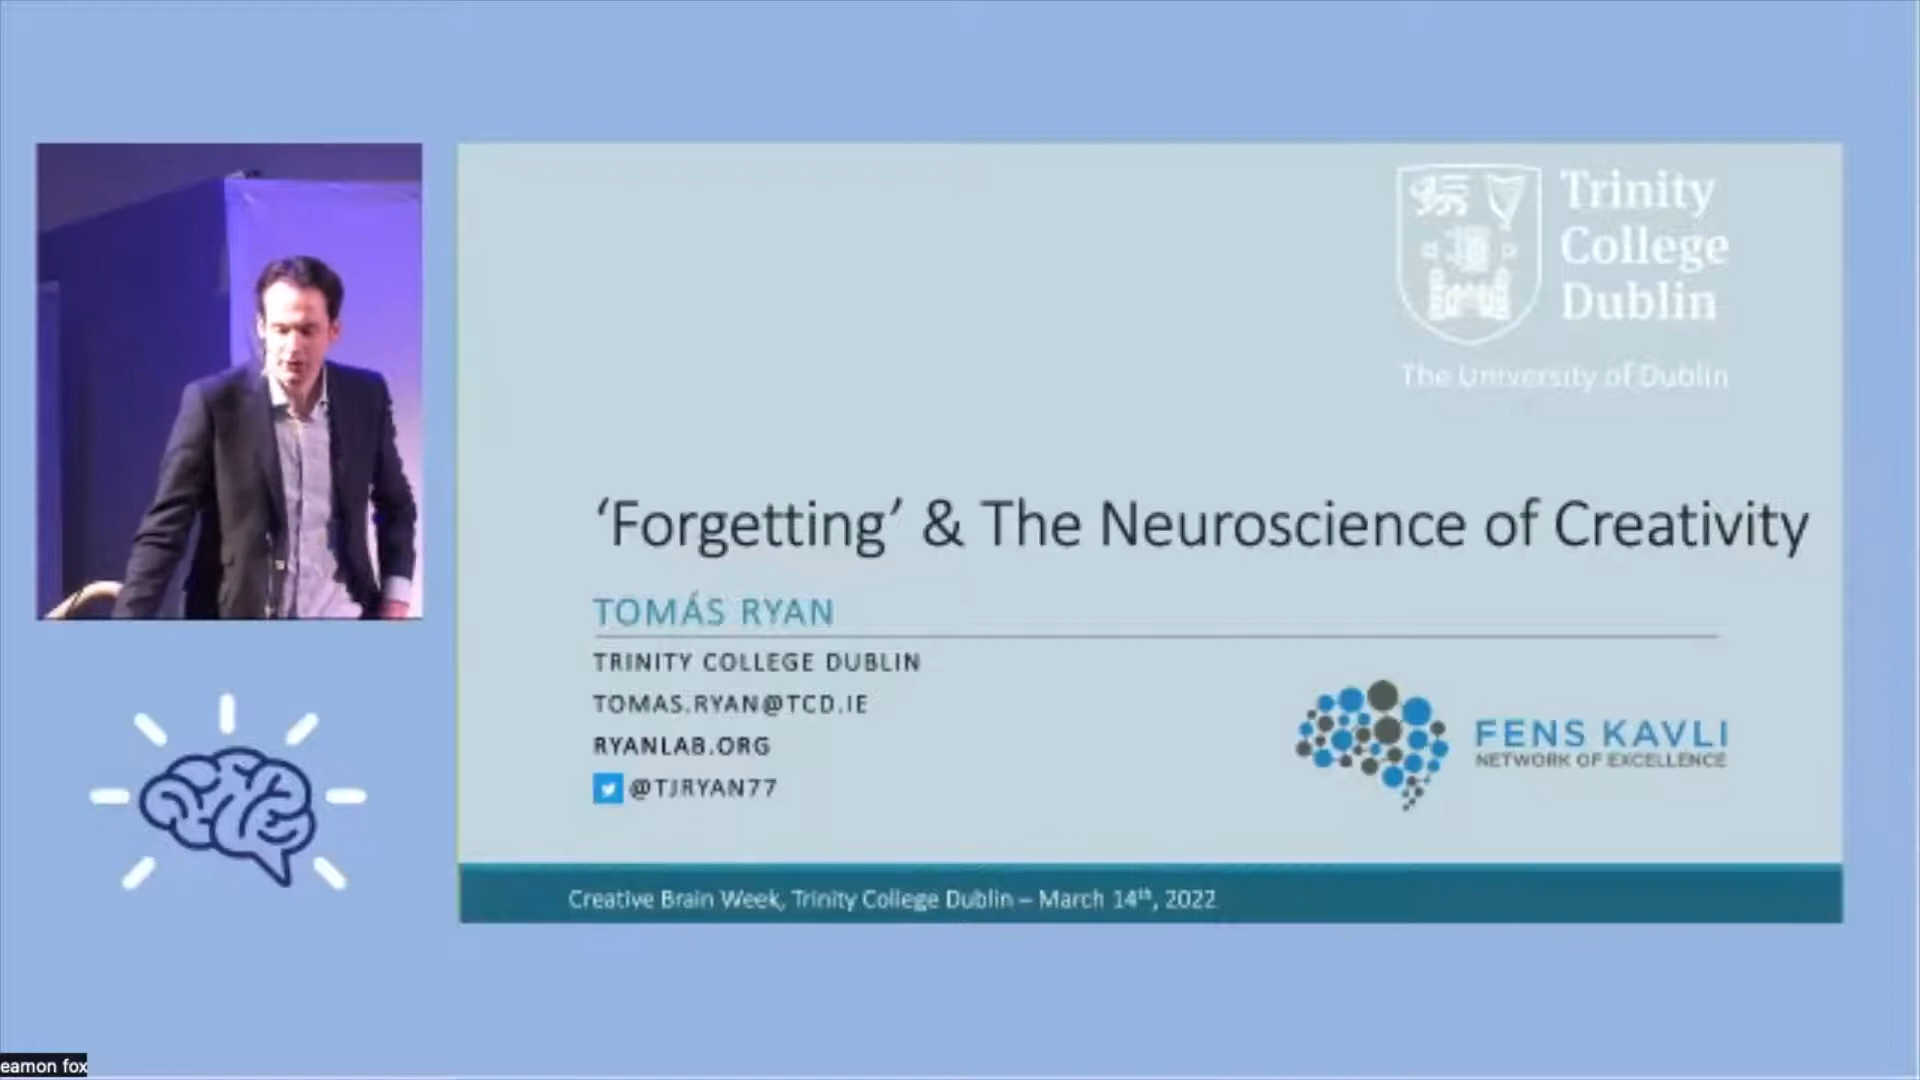 Trinity
College
Dublin
The University of Dublin
‘Forgetting’ & The Neuroscience of Creativity
TOMÁS RYAN
TRINITY COLLEGE DUBLIN
TOMAS.RYAN@TCD.IE
RYANLAB.ORG
@TJRYAN77
FENS KAVLI
NETWORK OF EXCELLENCE
Creative Brain Week, Trinity College Dublin – March 14th, 2022
eamon fox